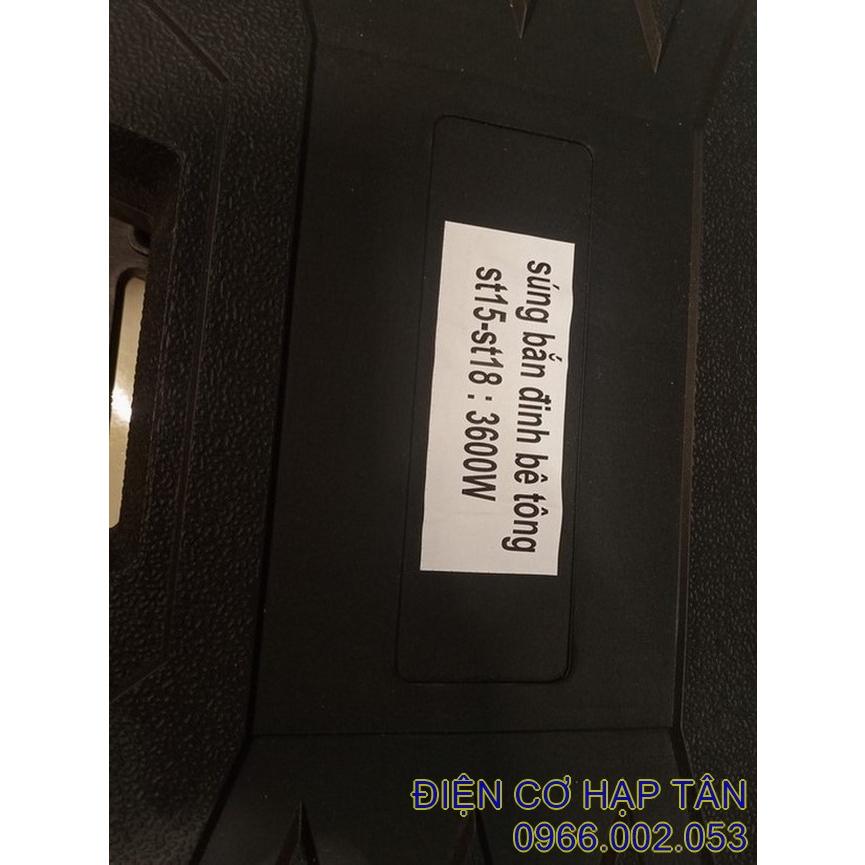 súng bắn đinh bê tông
st15-st18 : 3600W
ĐIỆN CƠ HẠP TÂN
0966.002.053